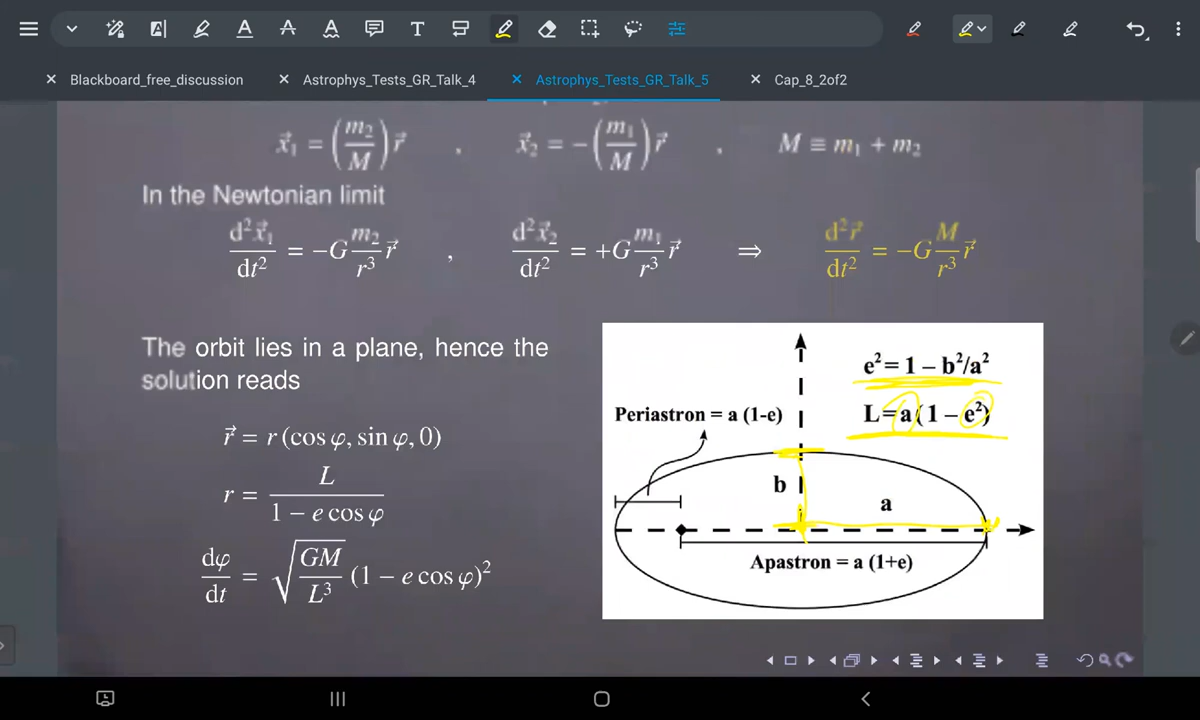 Blackboard_free_discussion Astrophys_Tests_GR_Talk_4 Astrophys_Tests_GR_Talk_5 Cap_8_2of2
x⃗₁ = (m₂/M) r⃗ , x⃗₂ = −(m₁/M) r⃗ , M ≡ m₁ + m₂
In the Newtonian limit
d²x⃗₁/dt² = −G m₂/r³ r⃗ , d²x⃗₂/dt² = +G m₁/r³ r⃗ ⇒ d²r⃗/dt² = −G M/r³ r⃗
The orbit lies in a plane, hence the
solution reads
r⃗ = r (cos φ, sin φ, 0)
r = L/(1 − e cos φ)
dφ/dt = √(GM/L³) (1 − e cos φ)²
e² = 1 − b²/a²
L=a(1 − e²)
Periastron = a (1-e)
b
a
Apastron = a (1+e)